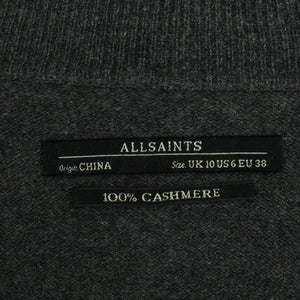 ALLSAINTS
Origin. CHINA Size. UK 10 US 6 EU 38
100% CASHMERE